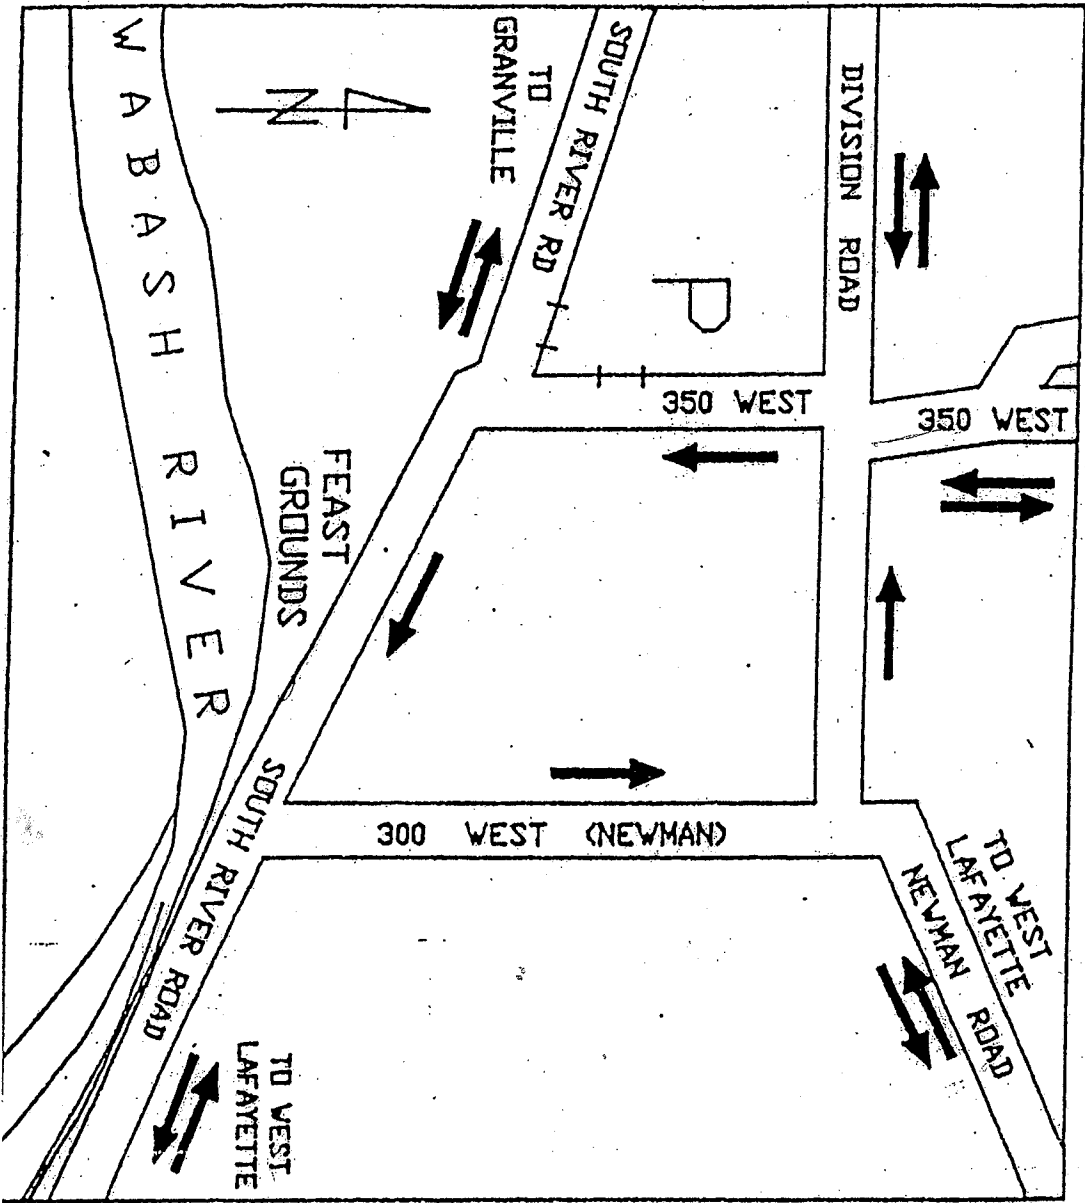 WABASH RIVER
N
TO
GRANVILLE
SOUTH RIVER RD
DIVISION ROAD
P
350 WEST
350 WEST
FEAST
GROUNDS
300 WEST (NEWMAN)
SOUTH RIVER ROAD
TO WEST
LAFAYETTE
NEWMAN ROAD
TO WEST
LAFAYETTE